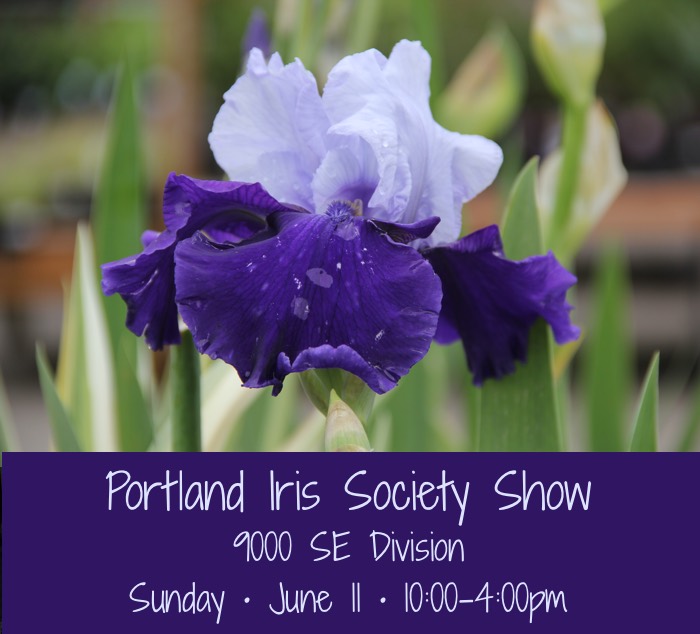 Portland Iris Society Show
9000 SE Division
Sunday • June 11 • 10:00-4:00pm